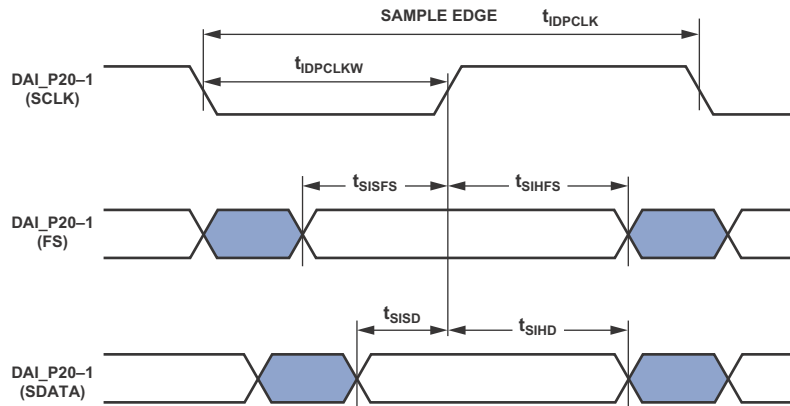 SAMPLE EDGE
tIDPCLK
tIDPCLKW
DAI_P20–1
(SCLK)
tSISFS
tSIHFS
DAI_P20–1
(FS)
tSISD
tSIHD
DAI_P20–1
(SDATA)